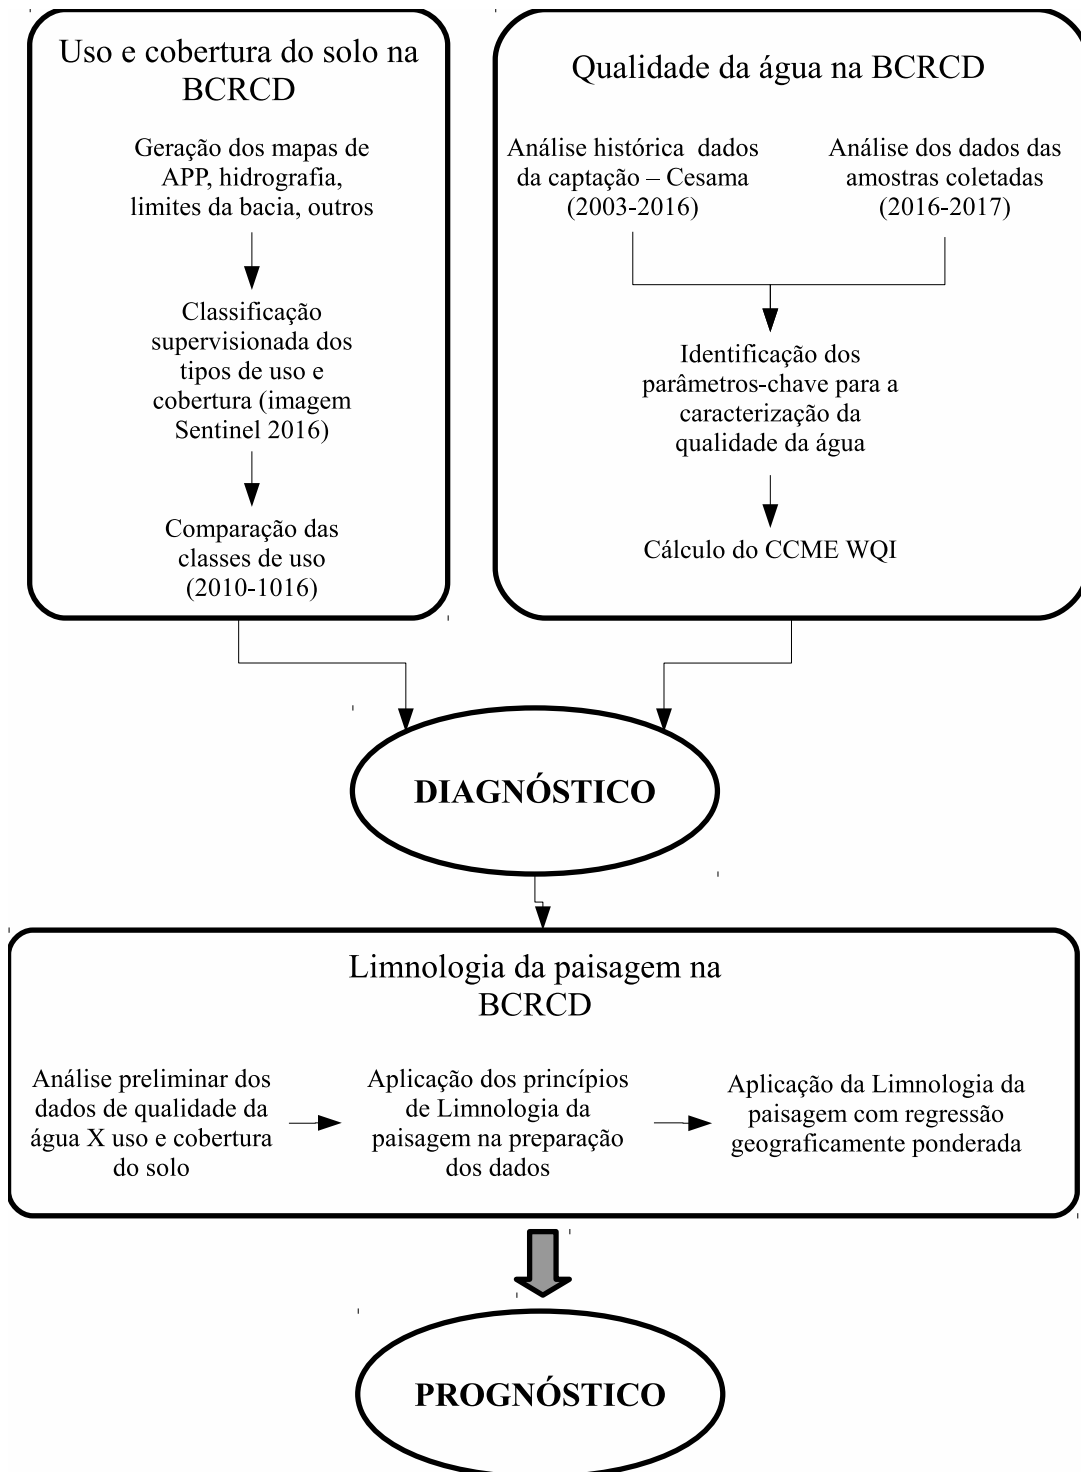 Uso e cobertura do solo na
BCRCD
Geração dos mapas de
APP, hidrografia,
limites da bacia, outros
Classificação
supervisionada dos
tipos de uso e
cobertura (imagem
Sentinel 2016)
Comparação das
classes de uso
(2010-1016)
Qualidade da água na BCRCD
Análise histórica dados
da captação – Cesama
(2003-2016)
Análise dos dados das
amostras coletadas
(2016-2017)
Identificação dos
parâmetros-chave para a
caracterização da
qualidade da água
Cálculo do CCME WQI
DIAGNÓSTICO
Limnologia da paisagem na
BCRCD
Análise preliminar dos
dados de qualidade da
água X uso e cobertura
do solo
Aplicação dos princípios
de Limnologia da
paisagem na preparação
dos dados
Aplicação da Limnologia da
paisagem com regressão
geograficamente ponderada
PROGNÓSTICO